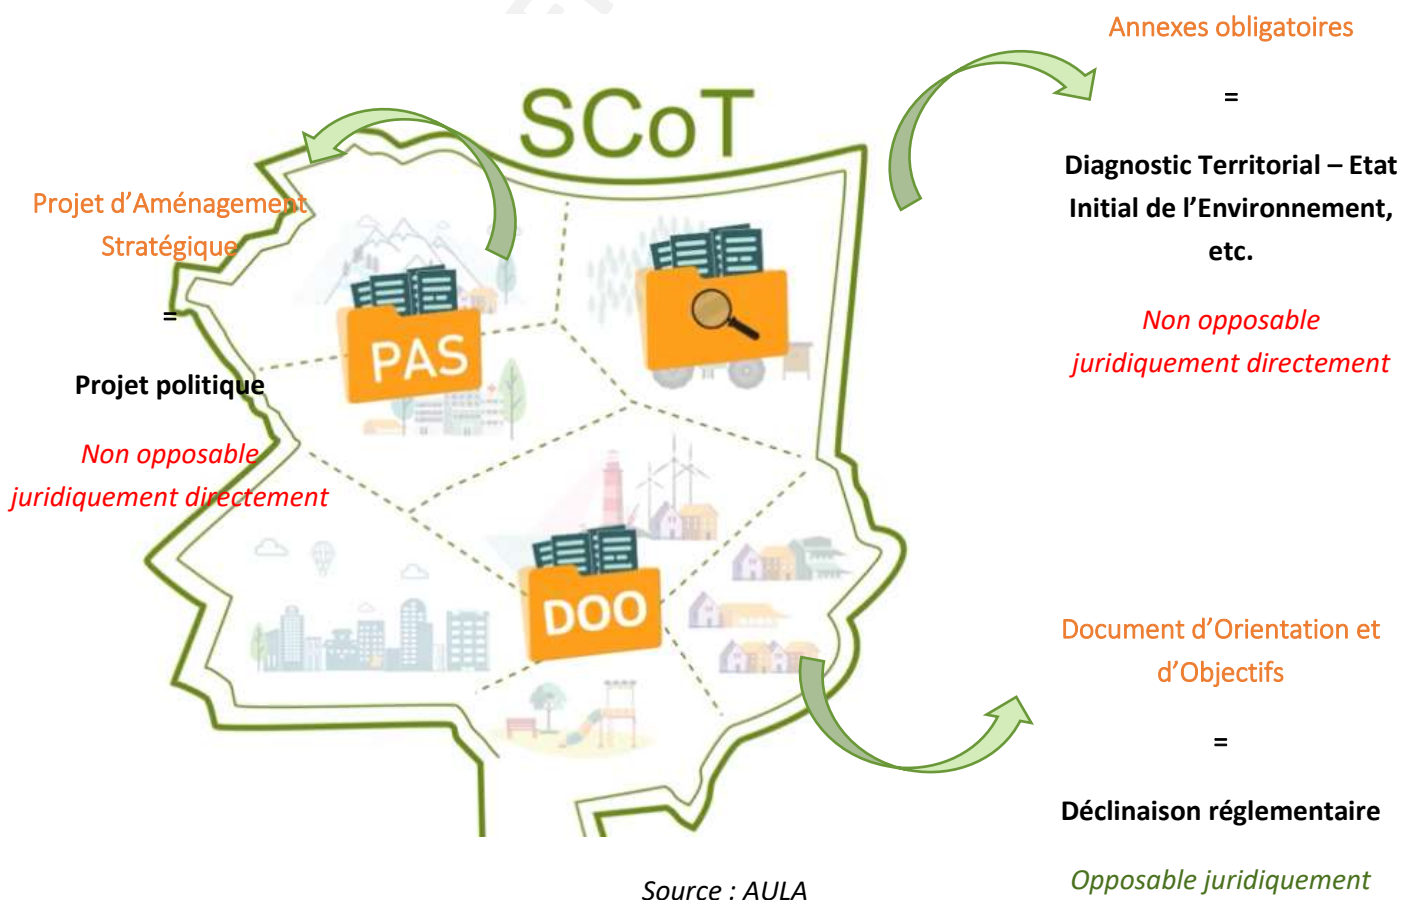 SCoT
Projet d’Aménagement
Stratégique
=
Projet politique
Non opposable
juridiquement directement
PAS
Annexes obligatoires
=
Diagnostic Territorial – Etat
Initial de l’Environnement,
etc.
Non opposable
juridiquement directement
DOO
Document d’Orientation et
d’Objectifs
=
Déclinaison réglementaire
Opposable juridiquement
Source : AULA